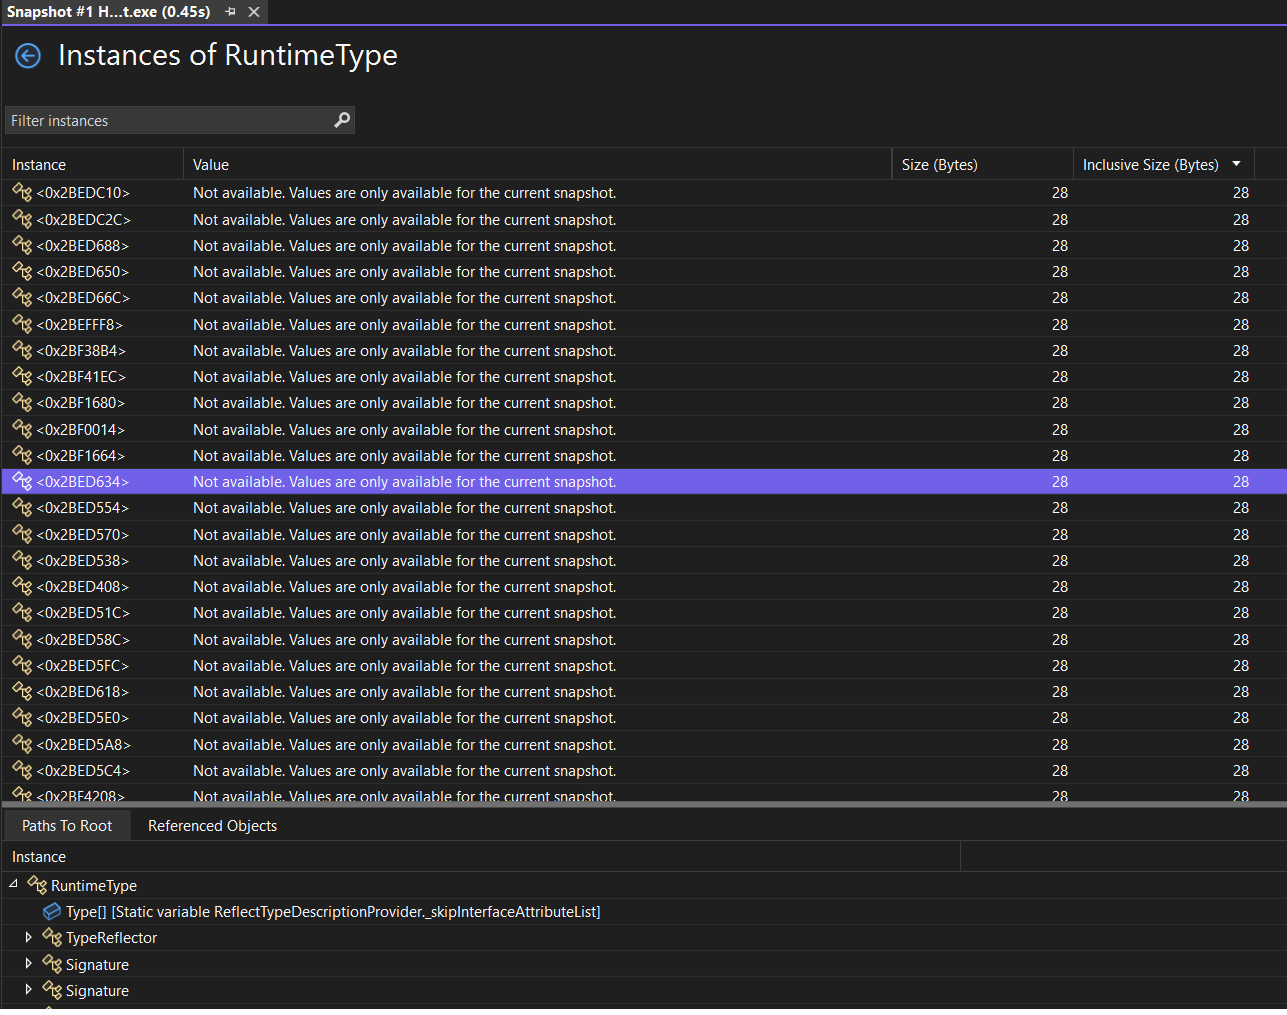 Snapshot #1 H...t.exe (0.45s)
Instances of RuntimeType
Filter instances
Instance Value Size (Bytes) Inclusive Size (Bytes)
<0x2BEDC10> Not available. Values are only available for the current snapshot. 28 28
<0x2BEDC2C> Not available. Values are only available for the current snapshot. 28 28
<0x2BED688> Not available. Values are only available for the current snapshot. 28 28
<0x2BED650> Not available. Values are only available for the current snapshot. 28 28
<0x2BED66C> Not available. Values are only available for the current snapshot. 28 28
<0x2BEFFF8> Not available. Values are only available for the current snapshot. 28 28
<0x2BF38B4> Not available. Values are only available for the current snapshot. 28 28
<0x2BF41EC> Not available. Values are only available for the current snapshot. 28 28
<0x2BF1680> Not available. Values are only available for the current snapshot. 28 28
<0x2BF0014> Not available. Values are only available for the current snapshot. 28 28
<0x2BF1664> Not available. Values are only available for the current snapshot. 28 28
<0x2BED634> Not available. Values are only available for the current snapshot. 28 28
<0x2BED554> Not available. Values are only available for the current snapshot. 28 28
<0x2BED570> Not available. Values are only available for the current snapshot. 28 28
<0x2BED538> Not available. Values are only available for the current snapshot. 28 28
<0x2BED408> Not available. Values are only available for the current snapshot. 28 28
<0x2BED51C> Not available. Values are only available for the current snapshot. 28 28
<0x2BED58C> Not available. Values are only available for the current snapshot. 28 28
<0x2BED5FC> Not available. Values are only available for the current snapshot. 28 28
<0x2BED618> Not available. Values are only available for the current snapshot. 28 28
<0x2BED5E0> Not available. Values are only available for the current snapshot. 28 28
<0x2BED5A8> Not available. Values are only available for the current snapshot. 28 28
<0x2BED5C4> Not available. Values are only available for the current snapshot. 28 28
<0x2BF4208> Not available. Values are only available for the current snapshot. 28 28
Paths To Root Referenced Objects
Instance
RuntimeType
Type[] [Static variable ReflectTypeDescriptionProvider._skipInterfaceAttributeList]
TypeReflector
Signature
Signature